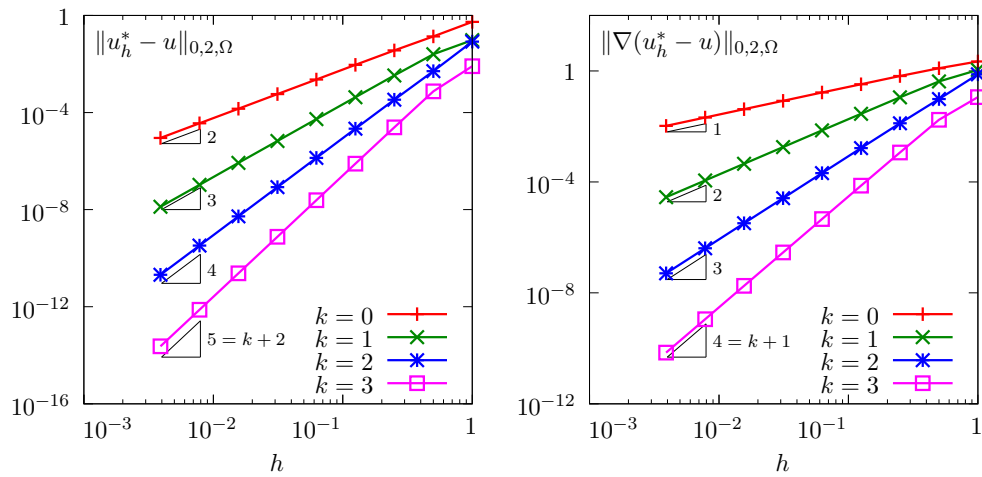 ‖u_h^* − u‖_{0,2,Ω}
1
10^{−4}
10^{−8}
10^{−12}
10^{−16}
2
3
4
5 = k + 2
k = 0
k = 1
k = 2
k = 3
10^{−3}
10^{−2}
10^{−1}
1
h
‖∇(u_h^* − u)‖_{0,2,Ω}
1
10^{−4}
10^{−8}
10^{−12}
1
2
3
4 = k + 1
k = 0
k = 1
k = 2
k = 3
10^{−3}
10^{−2}
10^{−1}
1
h